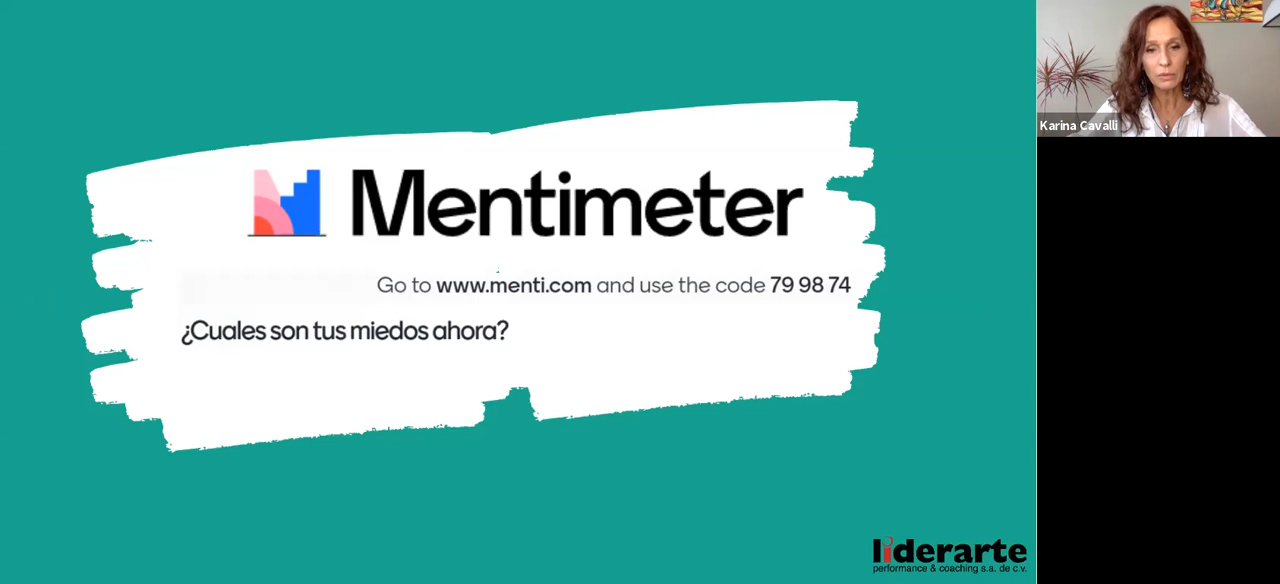 Mentimeter
Go to www.menti.com and use the code 79 98 74
¿Cuales son tus miedos ahora?
liderarte
performance & coaching s.a. de c.v.
Karina Cavalli